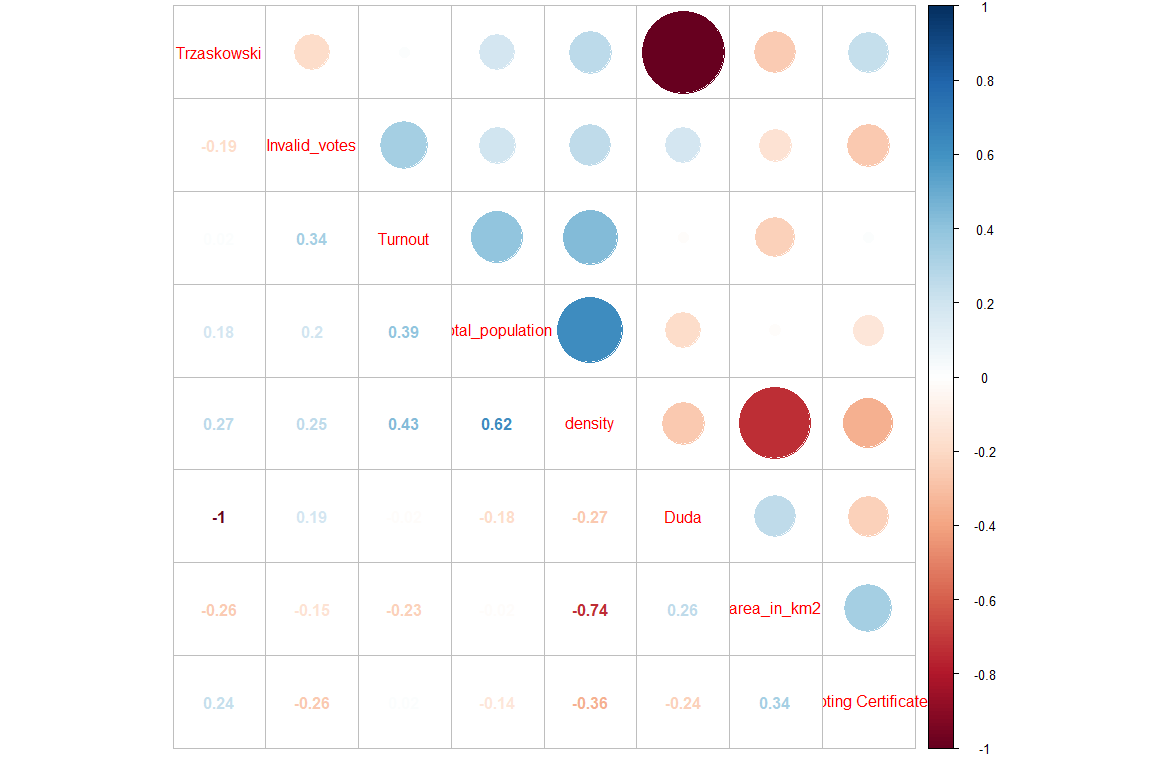 Trzaskowski
-0.19 Invalid_votes
0.34 Turnout
0.18 0.2 0.39 otal_population
0.27 0.25 0.43 0.62 density
-1 0.19 -0.18 -0.27 Duda
-0.26 -0.15 -0.23 -0.74 0.26 area_in_km2
0.24 -0.26 -0.14 -0.36 -0.24 0.34 oting Certificate
1
0.8
0.6
0.4
0.2
0
-0.2
-0.4
-0.6
-0.8
-1